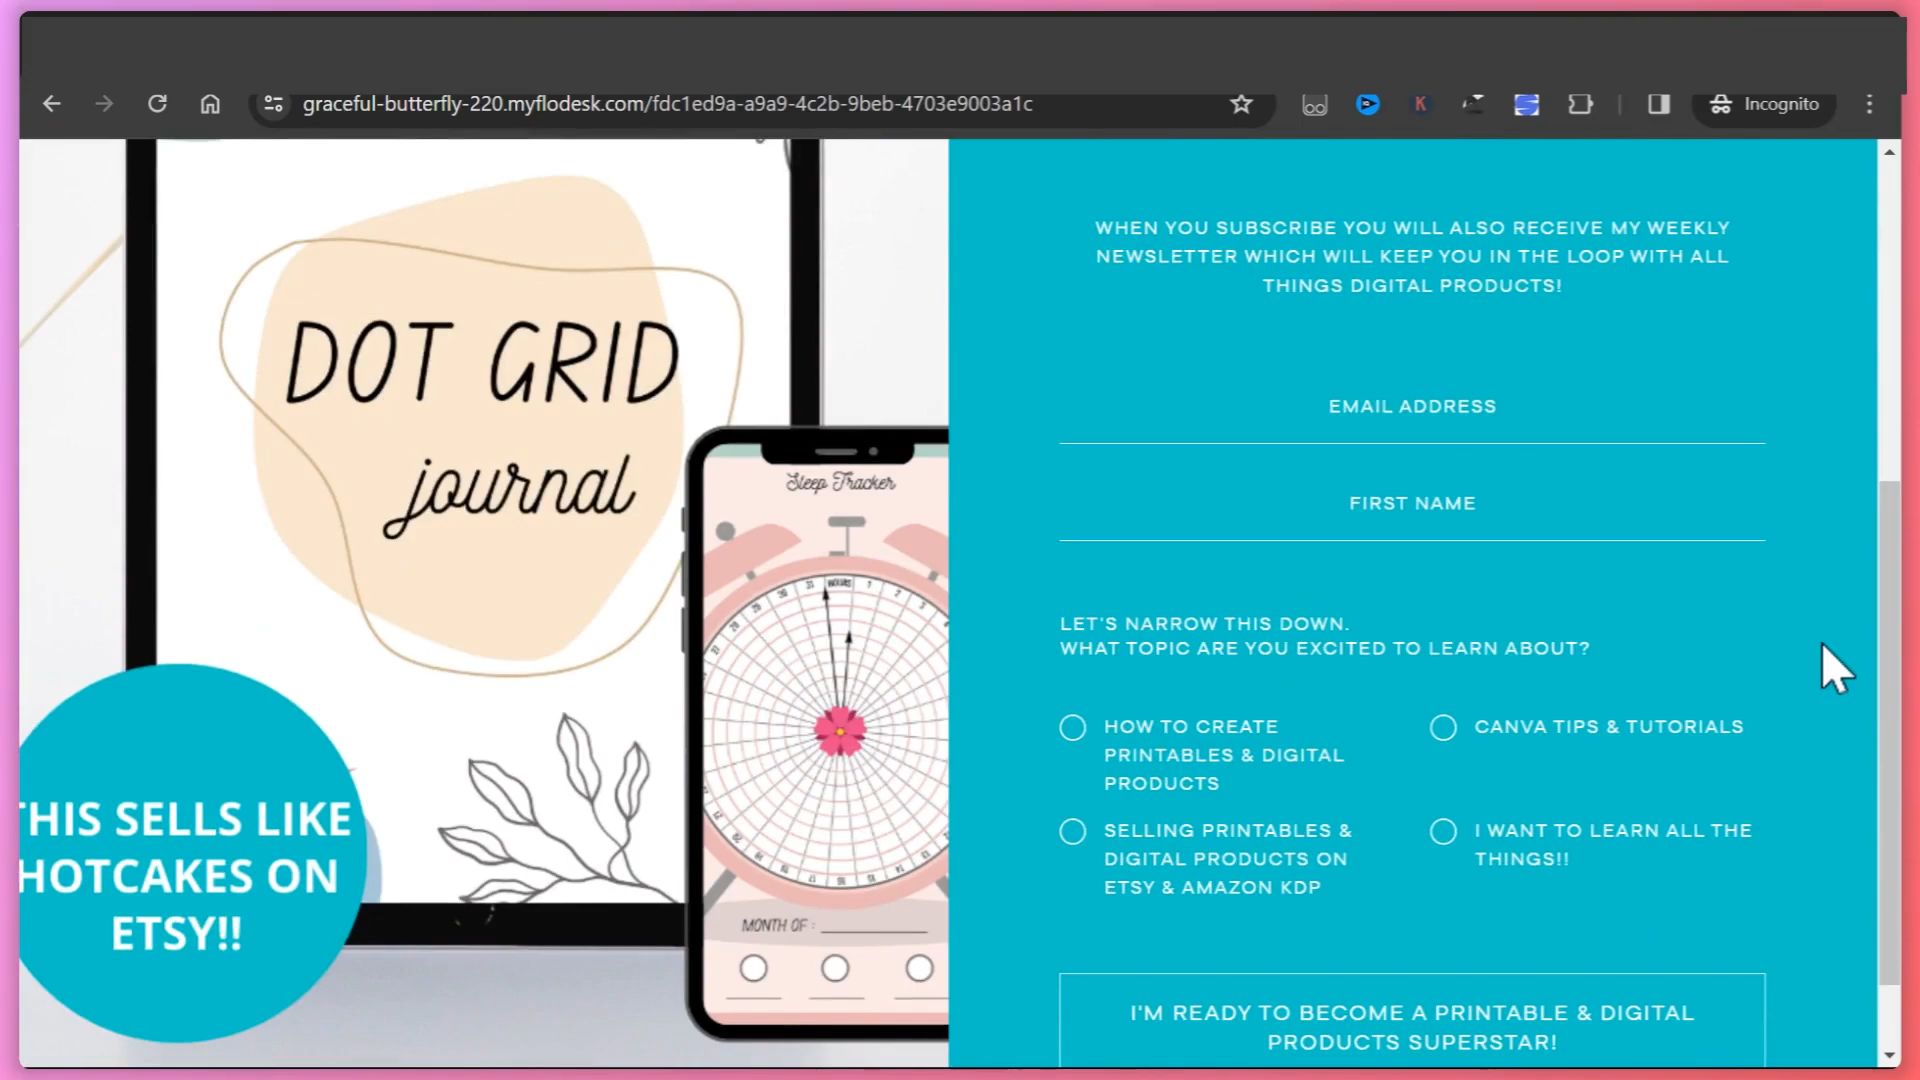 graceful-butterfly-220.myflodesk.com/fdc1ed9a-a9a9-4c2b-9beb-4703e9003a1c
Incognito
DOT GRID
journal
THIS SELLS LIKE
HOTCAKES ON
ETSY!!
Sleep Tracker
HOURS
MONTH OF :
WHEN YOU SUBSCRIBE YOU WILL ALSO RECEIVE MY WEEKLY
NEWSLETTER WHICH WILL KEEP YOU IN THE LOOP WITH ALL
THINGS DIGITAL PRODUCTS!
EMAIL ADDRESS
FIRST NAME
LET'S NARROW THIS DOWN.
WHAT TOPIC ARE YOU EXCITED TO LEARN ABOUT?
HOW TO CREATE
PRINTABLES & DIGITAL
PRODUCTS
CANVA TIPS & TUTORIALS
SELLING PRINTABLES &
DIGITAL PRODUCTS ON
ETSY & AMAZON KDP
I WANT TO LEARN ALL THE
THINGS!!
I'M READY TO BECOME A PRINTABLE & DIGITAL
PRODUCTS SUPERSTAR!